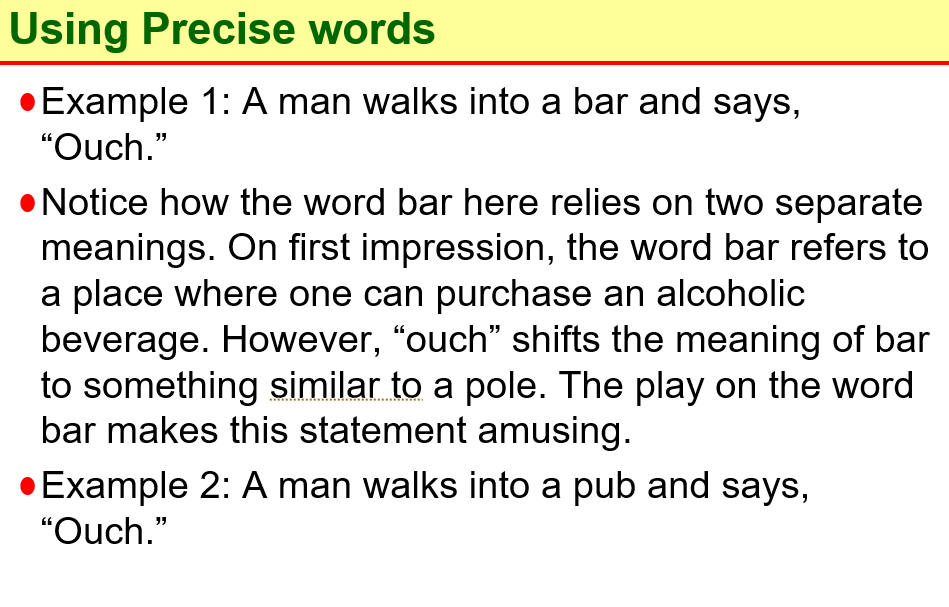 Using Precise words
●Example 1: A man walks into a bar and says,
“Ouch.”
●Notice how the word bar here relies on two separate
meanings. On first impression, the word bar refers to
a place where one can purchase an alcoholic
beverage. However, “ouch” shifts the meaning of bar
to something similar to a pole. The play on the word
bar makes this statement amusing.
●Example 2: A man walks into a pub and says,
“Ouch.”